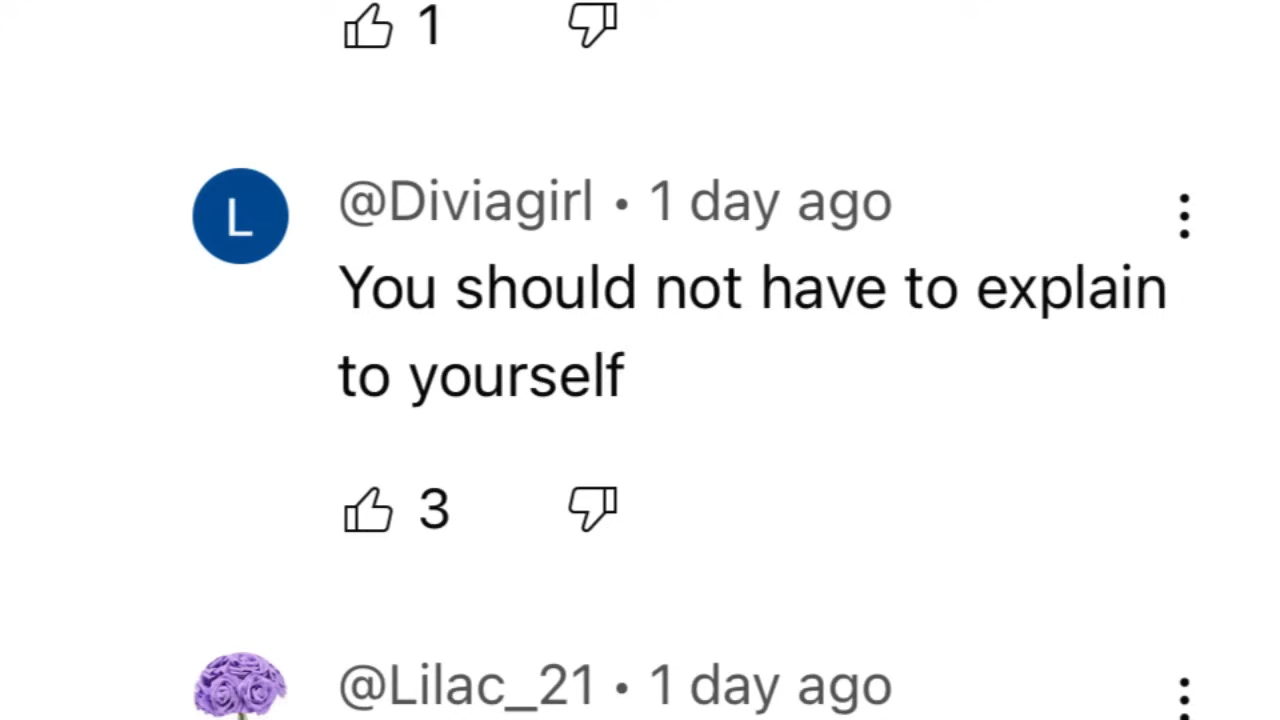 1
L
@Diviagirl • 1 day ago
You should not have to explain
to yourself
3
@Lilac_21 • 1 day ago